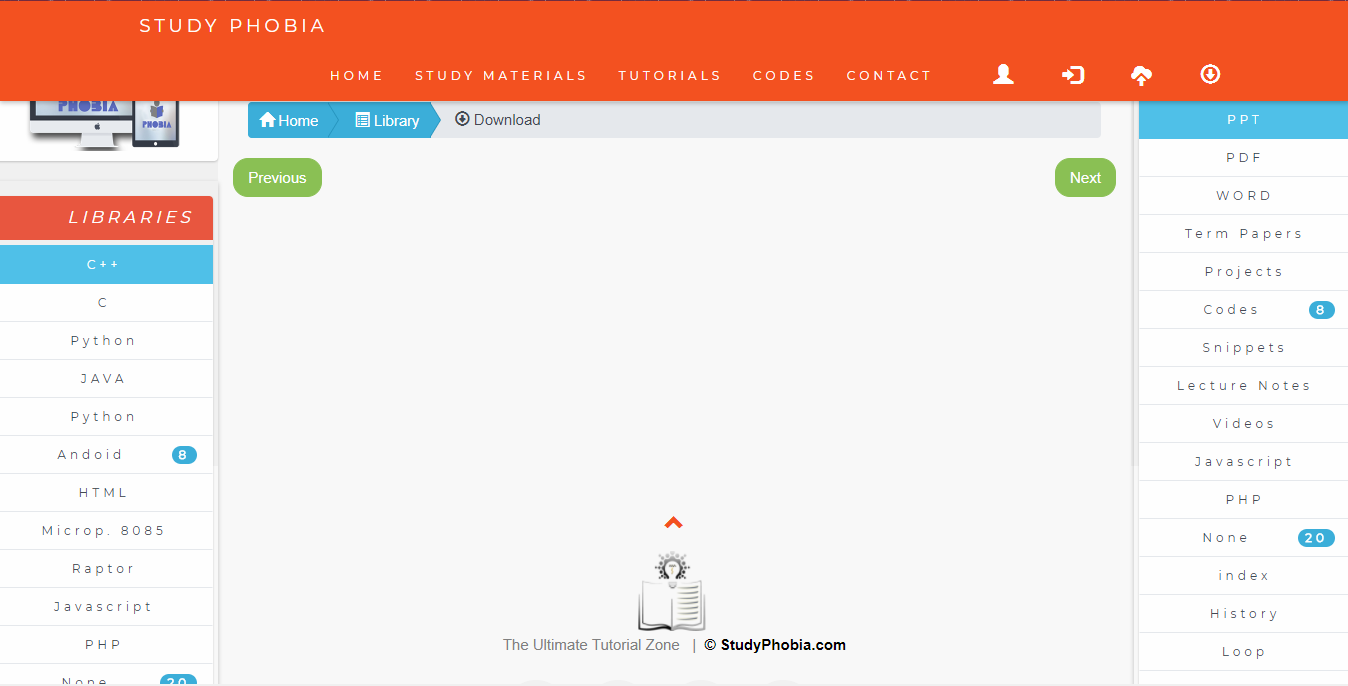 STUDY PHOBIA
HOME STUDY MATERIALS TUTORIALS CODES CONTACT
PHOBIA
PHOBIA
Home Library Download
Previous Next
LIBRARIES
C++
C
Python
JAVA
Python
Andoid 8
HTML
Microp. 8085
Raptor
Javascript
PHP
None 20
The Ultimate Tutorial Zone | © StudyPhobia.com
PPT
PDF
WORD
Term Papers
Projects
Codes 8
Snippets
Lecture Notes
Videos
Javascript
PHP
None 20
index
History
Loop